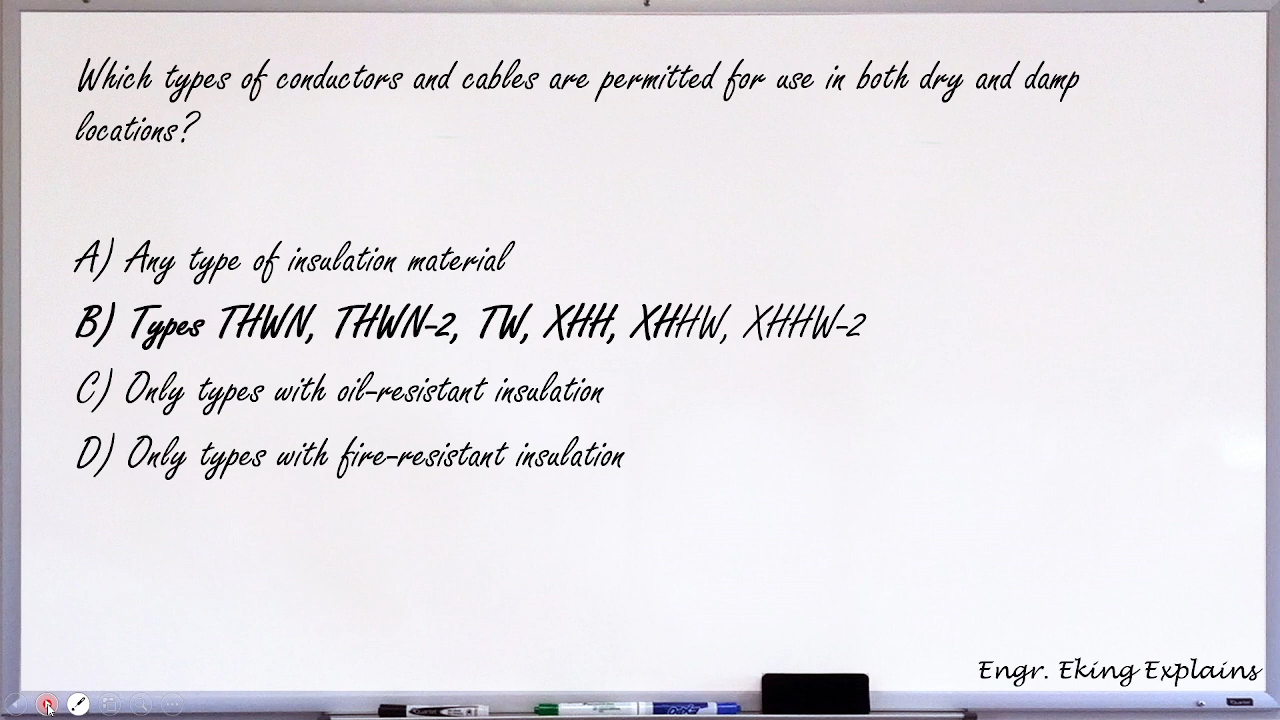 Which types of conductors and cables are permitted for use in both dry and damp
locations?
A) Any type of insulation material
B) Types THWN, THWN-2, TW, XHH, XHHW, XHHW-2
C) Only types with oil-resistant insulation
D) Only types with fire-resistant insulation
Engr. Eking Explains